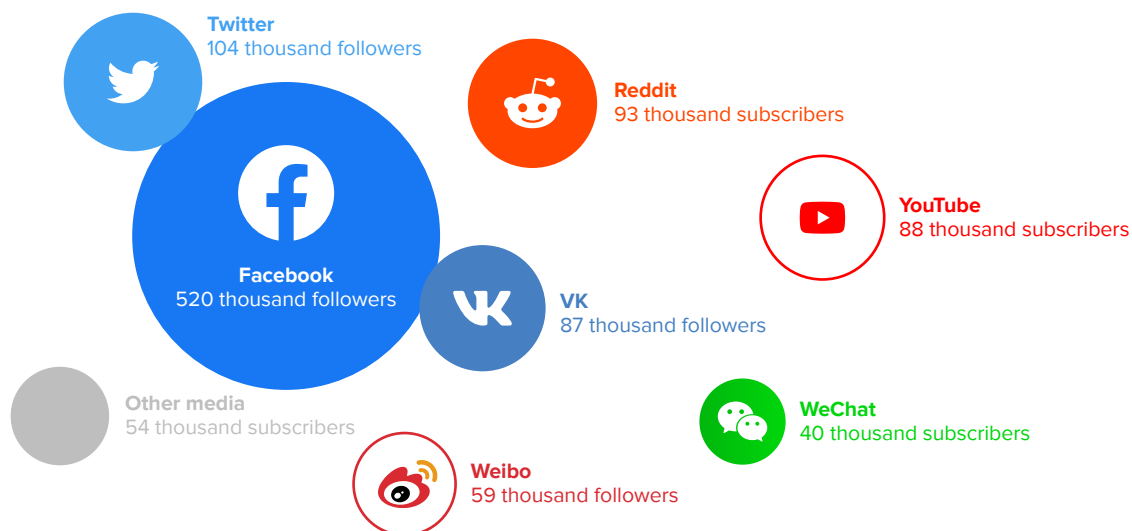 Twitter
104 thousand followers
Reddit
93 thousand subscribers
YouTube
88 thousand subscribers
Facebook
520 thousand followers
VK
87 thousand followers
Other media
54 thousand subscribers
WeChat
40 thousand subscribers
Weibo
59 thousand followers